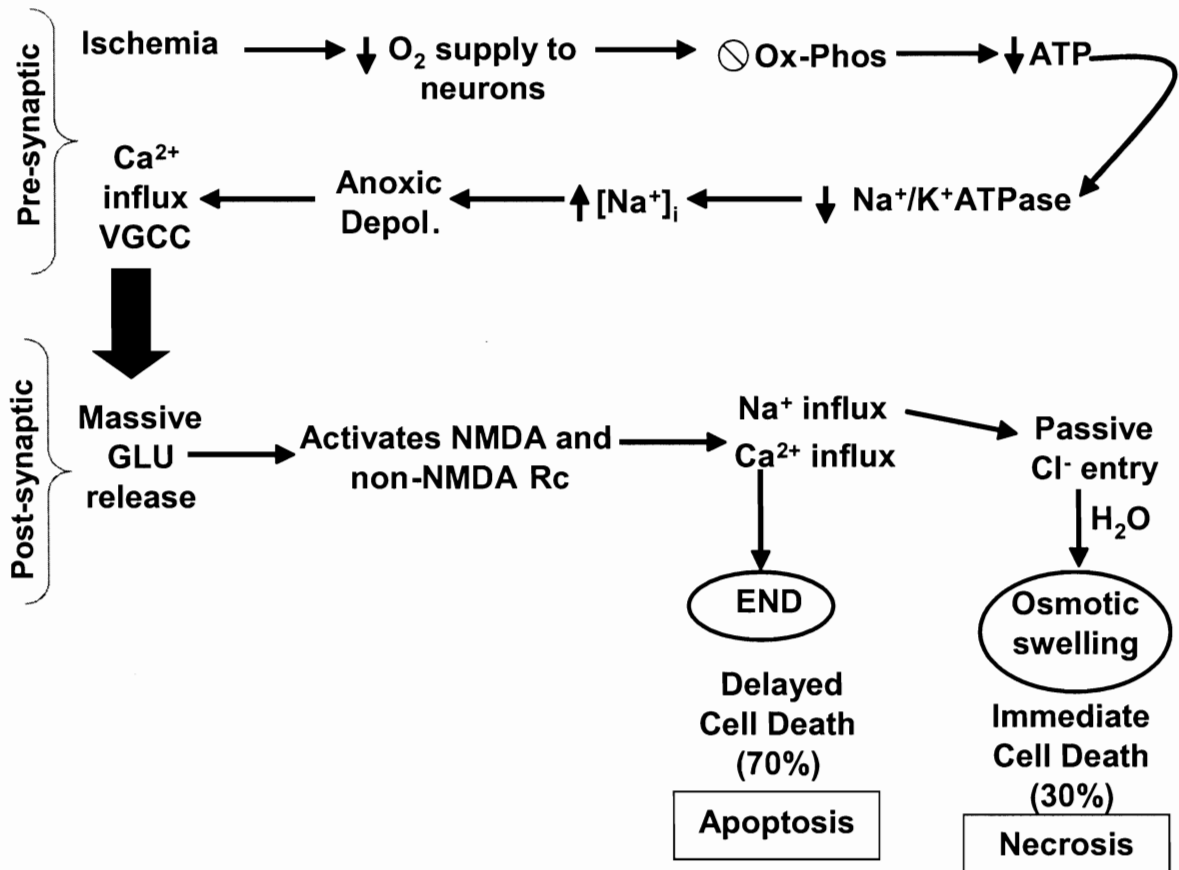 Pre-synaptic
Ischemia
↓ O₂ supply to
neurons
Ox-Phos
↓ ATP
↓ Na⁺/K⁺ATPase
↑ [Na⁺]ᵢ
Anoxic
Depol.
Ca²⁺
influx
VGCC
Post-synaptic
Massive
GLU
release
Activates NMDA and
non-NMDA Rc
Na⁺ influx
Ca²⁺ influx
Passive
Cl⁻ entry
H₂O
END
Delayed
Cell Death
(70%)
Apoptosis
Osmotic
swelling
Immediate
Cell Death
(30%)
Necrosis